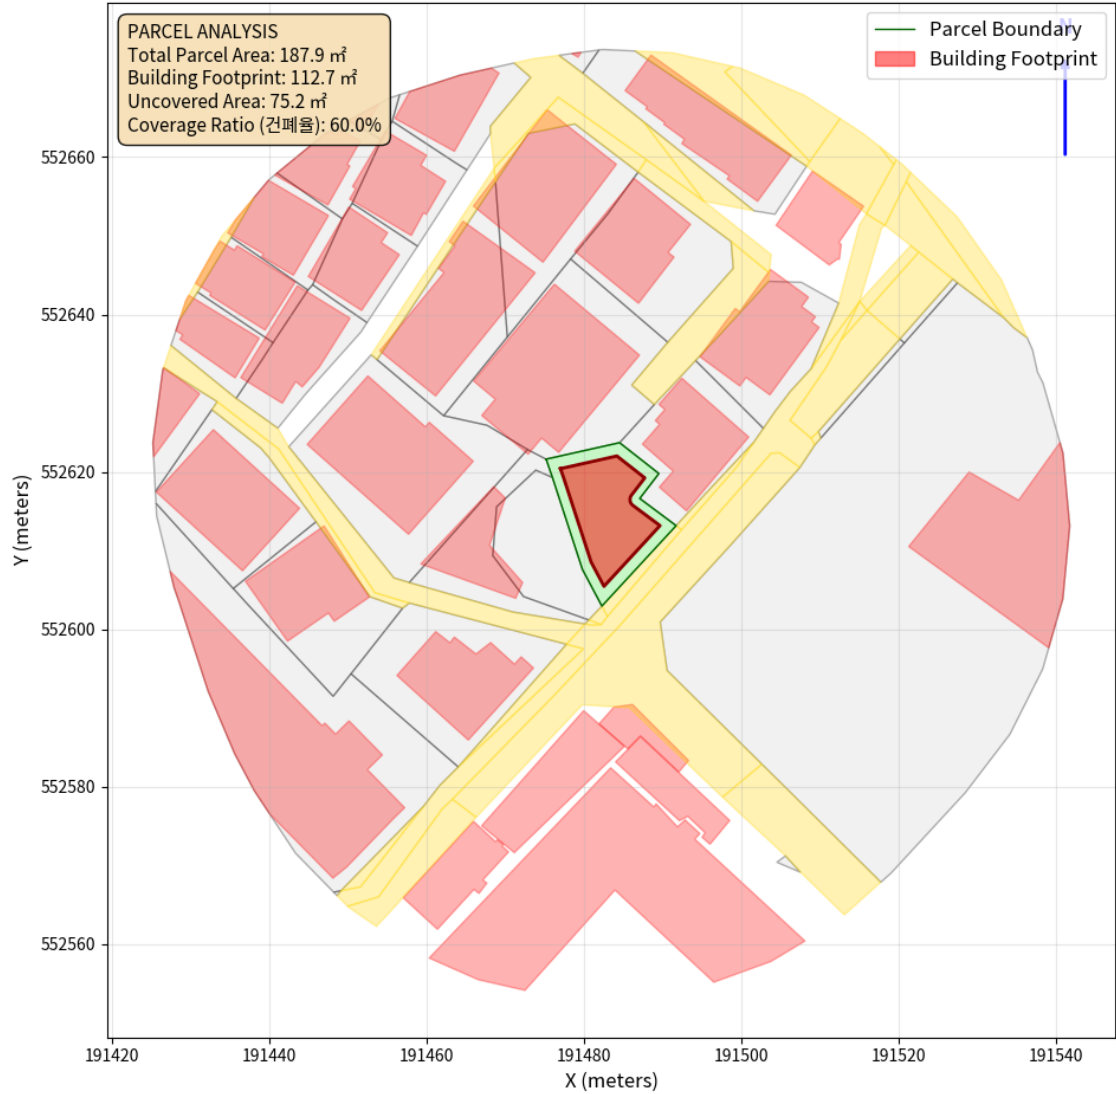 PARCEL ANALYSIS
Total Parcel Area: 187.9 ㎡
Building Footprint: 112.7 ㎡
Uncovered Area: 75.2 ㎡
Coverage Ratio (건폐율): 60.0%
Parcel Boundary
Building Footprint
N
552660
552640
552620
552600
552580
552560
Y (meters)
191420
191440
191460
191480
191500
191520
191540
X (meters)